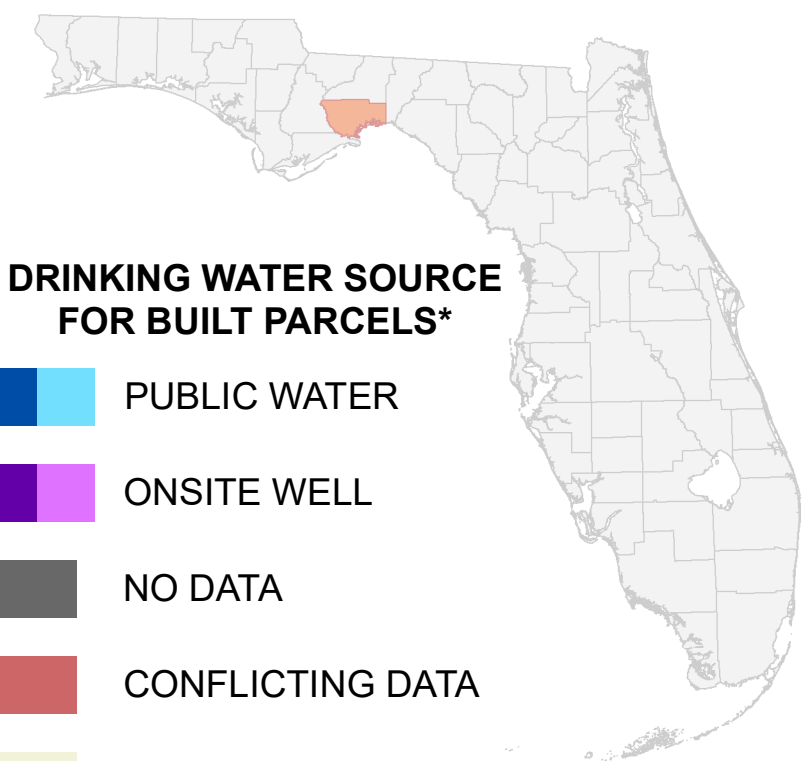 DRINKING WATER SOURCE
FOR BUILT PARCELS*
PUBLIC WATER
ONSITE WELL
NO DATA
CONFLICTING DATA